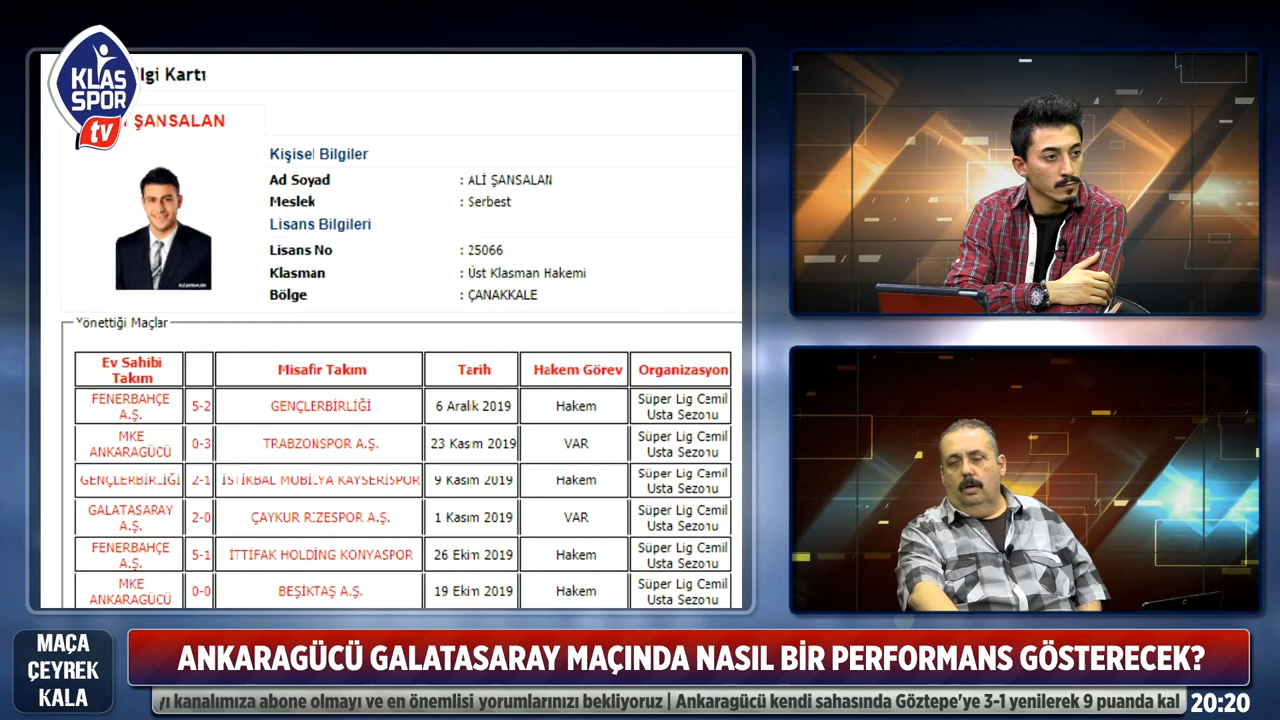 KLAS
SPOR
tv
lgi Kartı
ŞANSALAN
Kişisel Bilgiler
Ad Soyad : ALİ ŞANSALAN
Meslek : Serbest
Lisans Bilgileri
Lisans No : 25066
Klasman : Üst Klasman Hakemi
Bölge : ÇANAKKALE
Yönettiği Maçlar
Ev Sahibi Takım Misafir Takım Tarih Hakem Görev Organizasyon
FENERBAHÇE A.Ş. 5-2 GENÇLERBİRLİĞİ 6 Aralık 2019 Hakem Süper Lig Cemil Usta Sezonu
MKE ANKARAGÜCÜ 0-3 TRABZONSPOR A.Ş. 23 Kasım 2019 VAR Süper Lig Cemil Usta Sezonu
GENÇLERBİRLİĞİ 2-1 İSTİKBAL MOBİLYA KAYSERİSPOR 9 Kasım 2019 Hakem Süper Lig Cemil Usta Sezonu
GALATASARAY A.Ş. 2-0 ÇAYKUR RİZESPOR A.Ş. 1 Kasım 2019 VAR Süper Lig Cemil Usta Sezonu
FENERBAHÇE A.Ş. 5-1 İTTİFAK HOLDİNG KONYASPOR 26 Ekim 2019 Hakem Süper Lig Cemil Usta Sezonu
MKE ANKARAGÜCÜ 0-0 BEŞİKTAŞ A.Ş. 19 Ekim 2019 Hakem Süper Lig Cemil Usta Sezonu
MAÇA
ÇEYREK
KALA
ANKARAGÜCÜ GALATASARAY MAÇINDA NASIL BİR PERFORMANS GÖSTERECEK?
yı kanalımıza abone olmayı ve en önemlisi yorumlarınızı bekliyoruz | Ankaragücü kendi sahasında Göztepe'ye 3-1 yenilerek 9 puanda kal
20:20